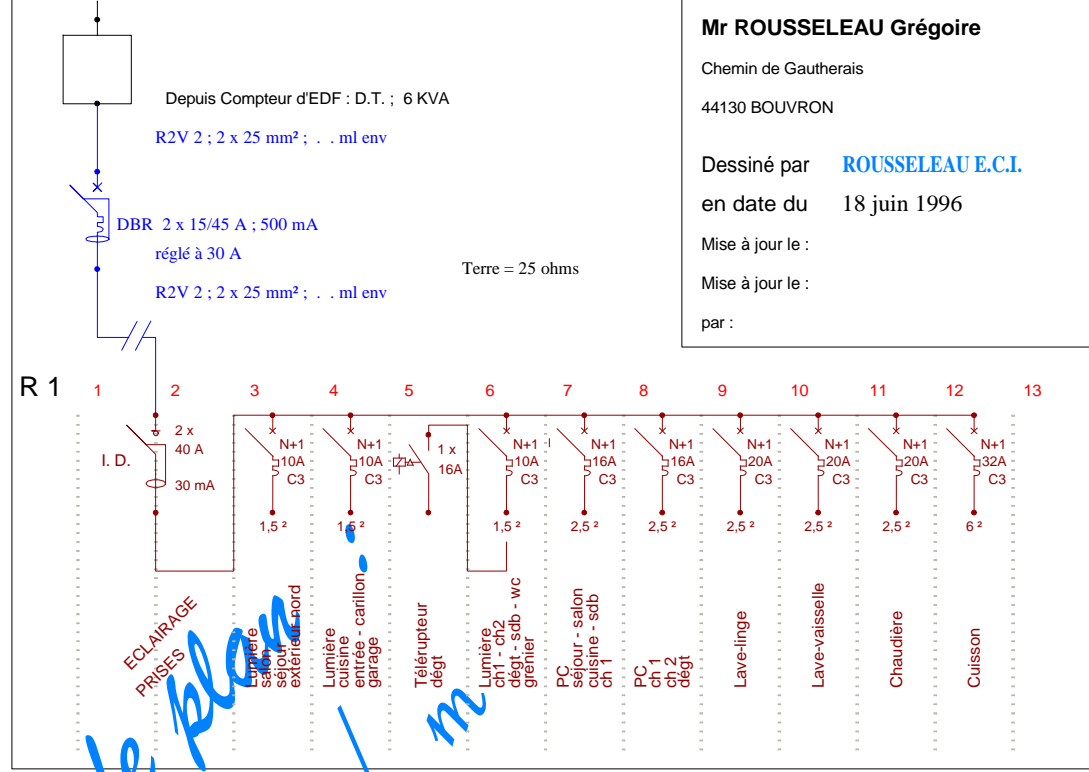 Mr ROUSSELEAU Grégoire
Chemin de Gautherais
44130 BOUVRON
Dessiné par ROUSSELEAU E.C.I.
en date du 18 juin 1996
Mise à jour le :
Mise à jour le :
par :
Depuis Compteur d'EDF : D.T. ; 6 KVA
R2V 2 ; 2 x 25 mm² ; . . ml env
DBR 2 x 15/45 A ; 500 mA
réglé à 30 A
R2V 2 ; 2 x 25 mm² ; . . ml env
Terre = 25 ohms
R 1 1 2 3 4 5 6 7 8 9 10 11 12 13
I. D.
2 x
40 A
30 mA
N+1
10A
C3
1,5 ²
N+1
10A
C3
1,5 ²
1 x
16A
N+1
10A
C3
1,5 ²
N+1
16A
C3
2,5 ²
N+1
16A
C3
2,5 ²
N+1
20A
C3
2,5 ²
N+1
20A
C3
2,5 ²
N+1
20A
C3
2,5 ²
N+1
32A
C3
6 ²
ECLAIRAGE
PRISES
Lumière
salon
séjour
extérieur nord
Lumière
cuisine
entrée - carillon
garage
Télérupteur
dégt
Lumière
ch1 - ch2
dégt - sdb - wc
grenier
PC
séjour - salon
cuisine - sdb
ch 1
PC
ch 1
ch 2
dégt
Lave-linge
Lave-vaisselle
Chaudière
Cuisson
le plan
/ m